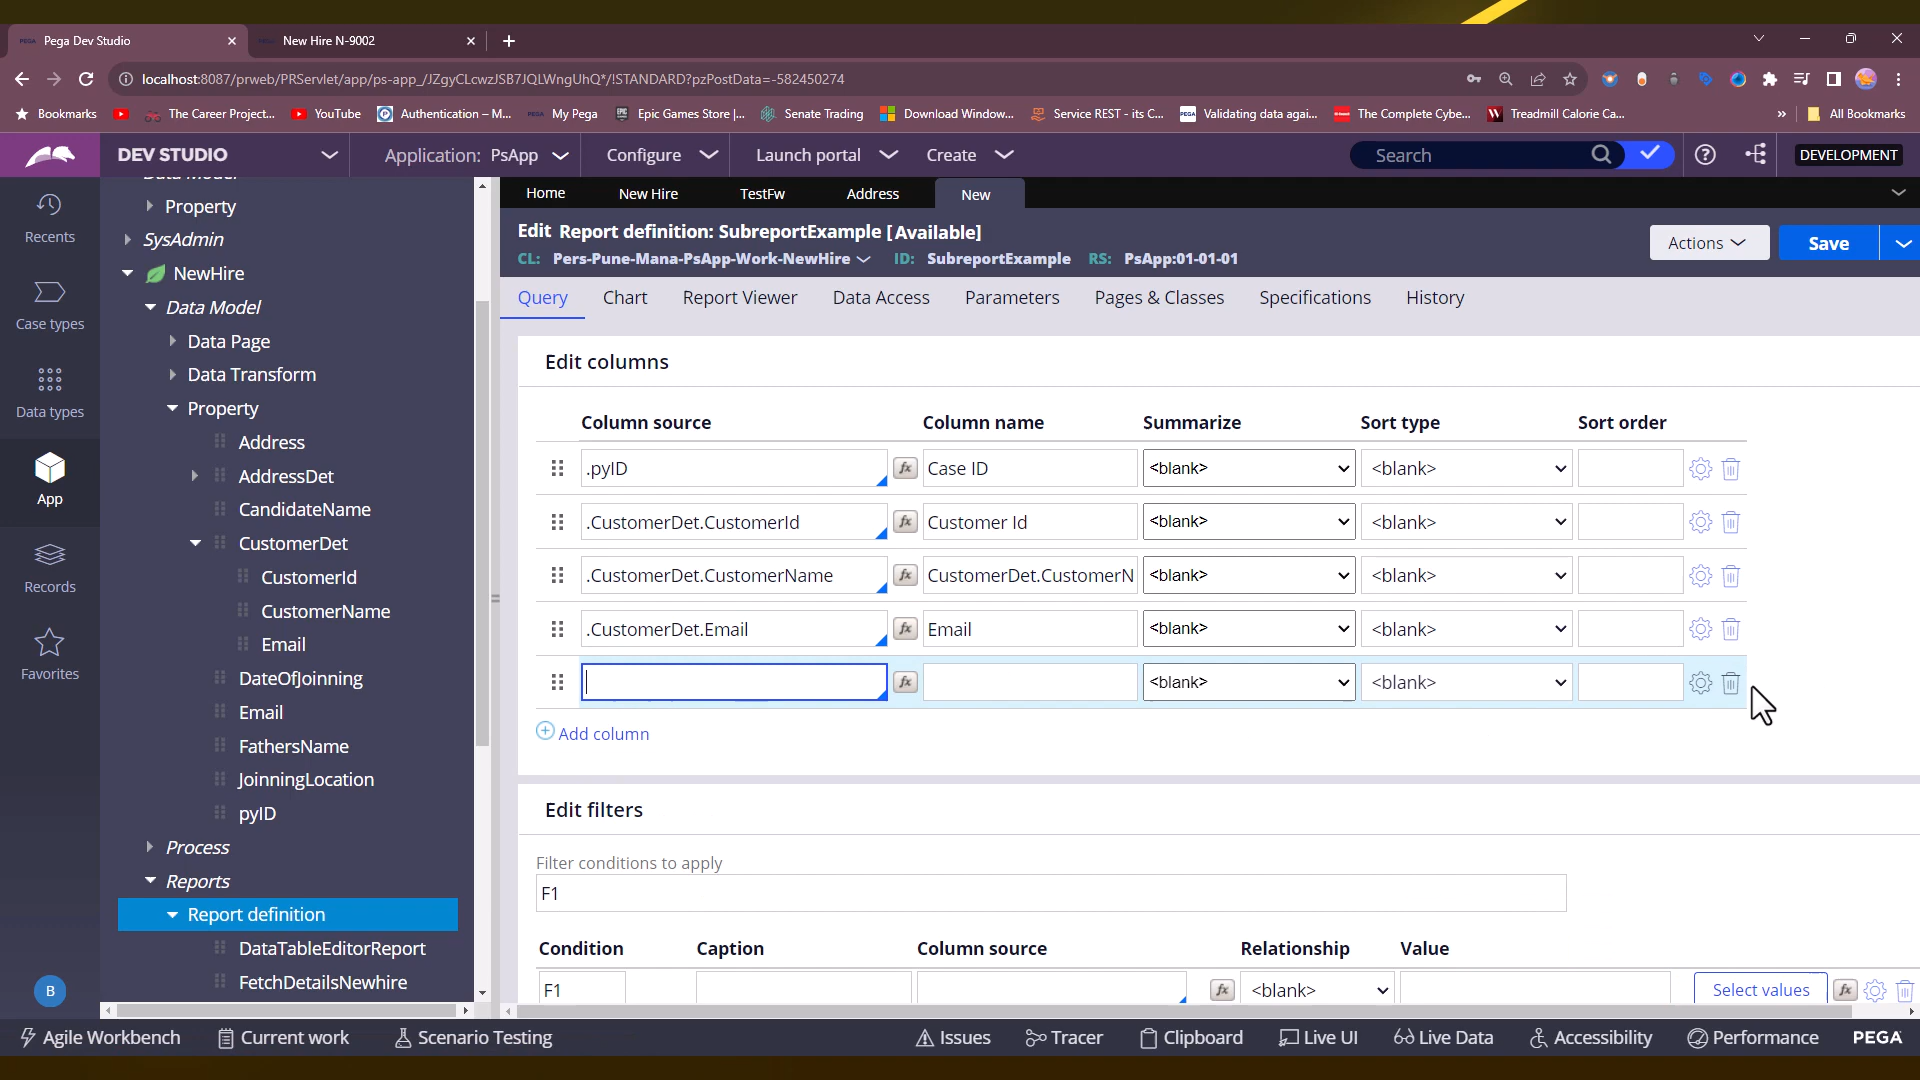 Pega Dev Studio
New Hire N-9002
localhost:8087/prweb/PRServlet/app/ps-app_/JZgyCLcwzJSB7JQLWngUhQ*/!STANDARD?pzPostData=-582450274
Bookmarks
The Career Project...
YouTube
Authentication – M...
My Pega
Epic Games Store |...
Senate Trading
Download Window...
Service REST - its C...
Validating data agai...
The Complete Cybe...
Treadmill Calorie Ca...
»
All Bookmarks
DEV STUDIO
Application: PsApp
Configure
Launch portal
Create
Search
DEVELOPMENT
Recents
Case types
Data types
App
Records
Favorites
B
Data Model
Property
SysAdmin
NewHire
Data Model
Data Page
Data Transform
Property
Address
AddressDet
CandidateName
CustomerDet
CustomerId
CustomerName
Email
DateOfJoinning
Email
FathersName
JoinningLocation
pyID
Process
Reports
Report definition
DataTableEditorReport
FetchDetailsNewhire
Home
New Hire
TestFw
Address
New
Edit Report definition: SubreportExample [Available]
CL: Pers-Pune-Mana-PsApp-Work-NewHire ID: SubreportExample RS: PsApp:01-01-01
Actions
Save
Query
Chart
Report Viewer
Data Access
Parameters
Pages & Classes
Specifications
History
Edit columns
Column source Column name Summarize Sort type Sort order
.pyID fx Case ID <blank> <blank>
.CustomerDet.CustomerId fx Customer Id <blank> <blank>
.CustomerDet.CustomerName fx CustomerDet.CustomerN <blank> <blank>
.CustomerDet.Email fx Email <blank> <blank>
fx <blank> <blank>
Add column
Edit filters
Filter conditions to apply
F1
Condition Caption Column source Relationship Value
F1 fx <blank> Select values fx
Agile Workbench
Current work
Scenario Testing
Issues
Tracer
Clipboard
Live UI
Live Data
Accessibility
Performance
PEGA